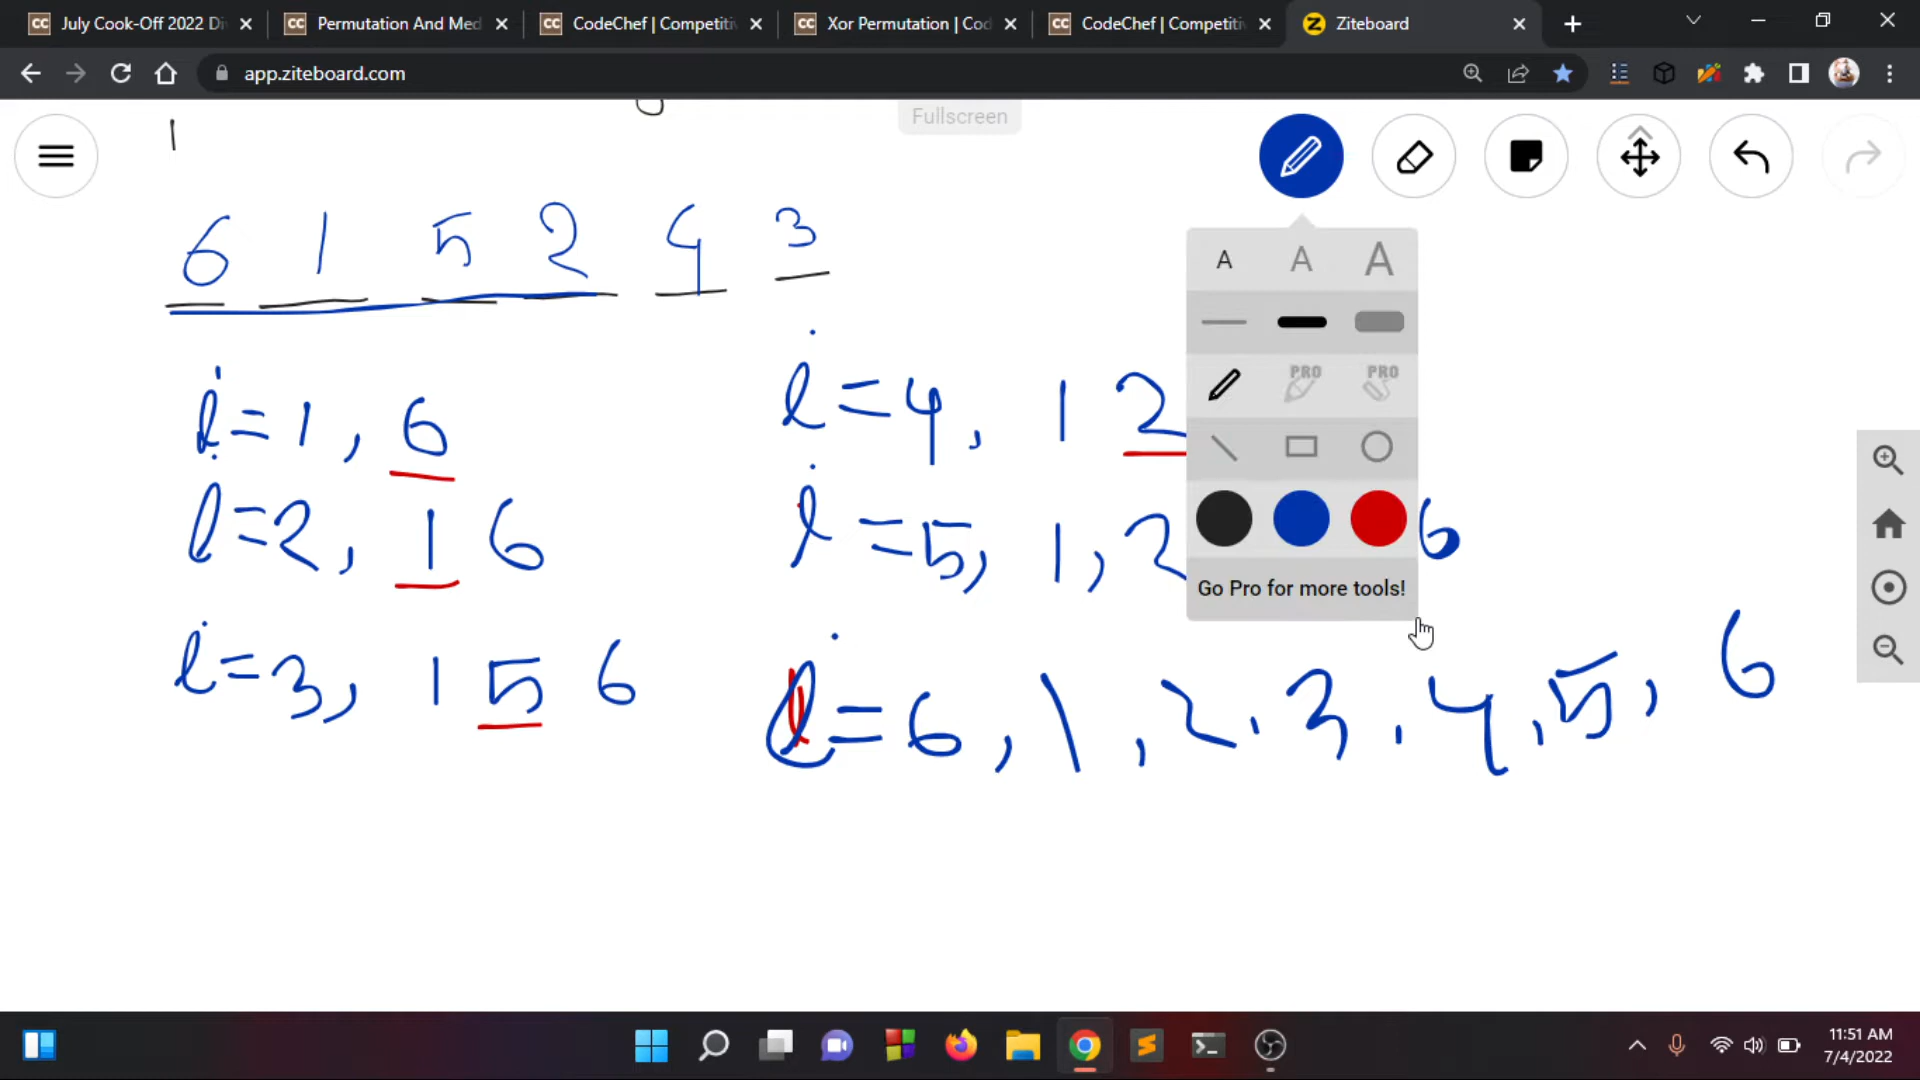 July Cook-Off 2022 Di
Permutation And Med
CodeChef | Competitiv
Xor Permutation | Cod
CodeChef | Competitiv
Ziteboard
app.ziteboard.com
Fullscreen
6 1 5 2 4 3
i=1, 6
i=2, 1 6
i=3, 1 5 6
i=4, 1 2
i=5, 1, 2 6
i=6, 1, 2, 3, 4, 5, 6
A A A
PRO PRO
Go Pro for more tools!
11:51 AM
7/4/2022